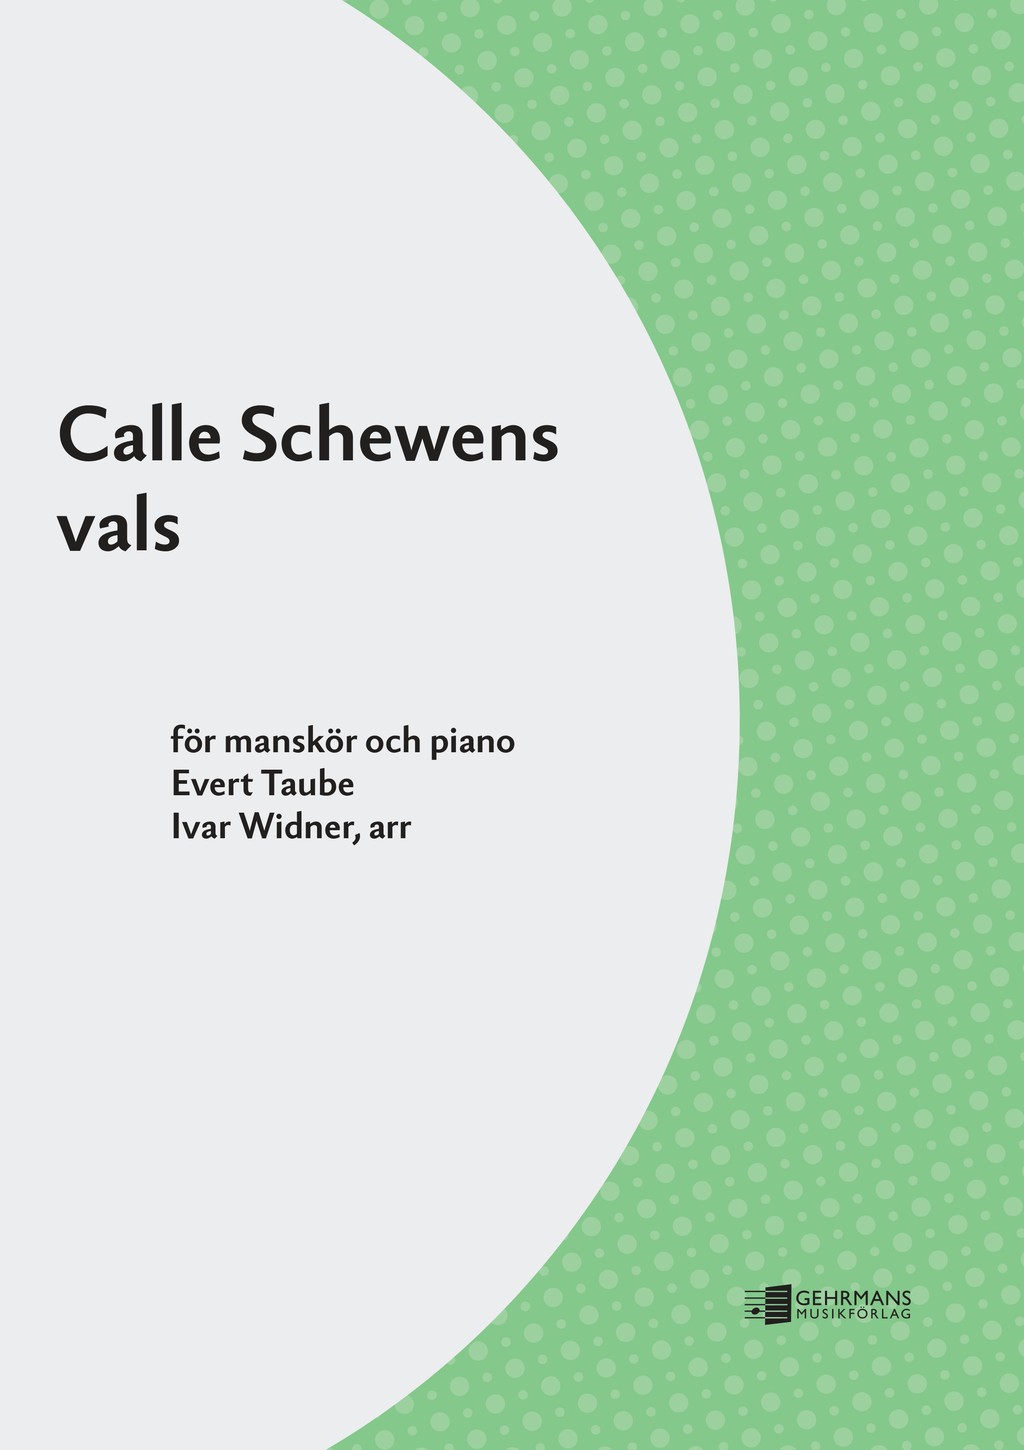 Calle Schewens
vals
för manskör och piano
Evert Taube
Ivar Widner, arr
GEHRMANS
MUSIKFÖRLAG